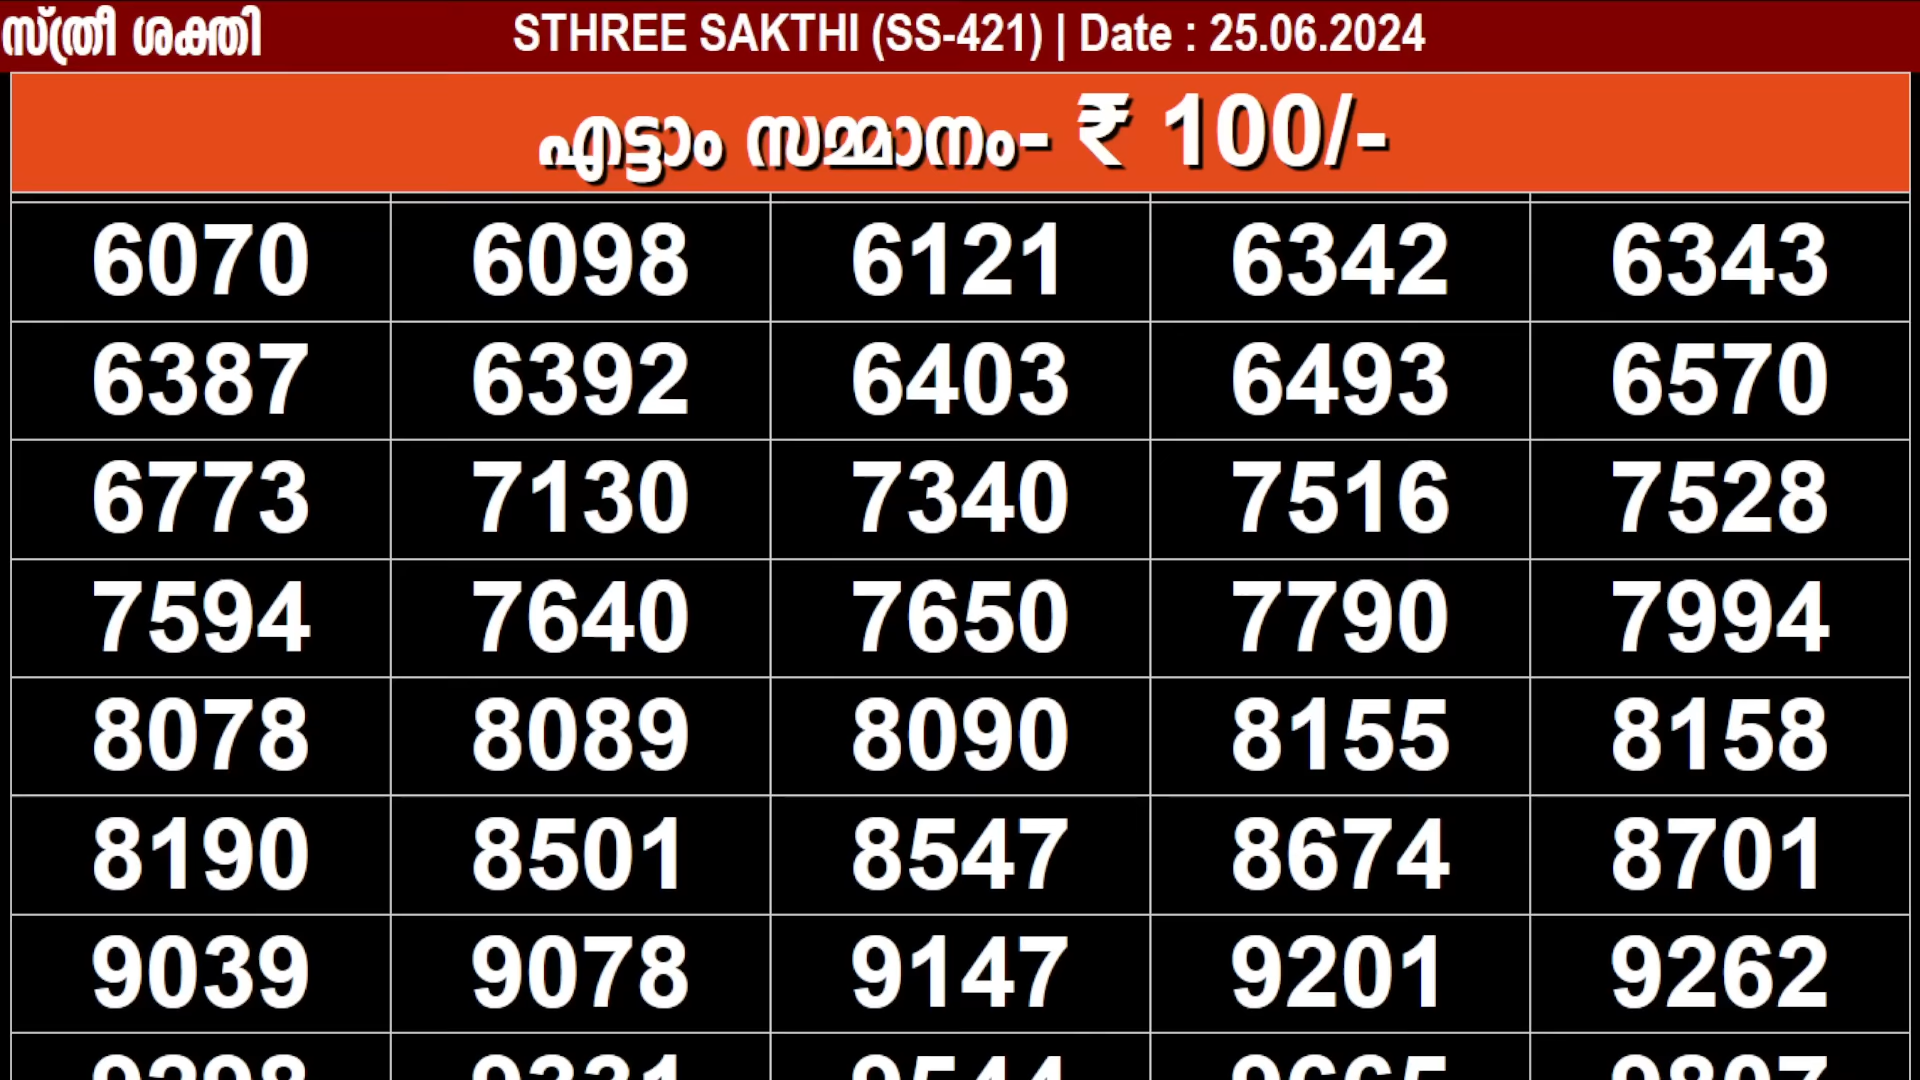 സ്ത്രീ ശക്തി STHREE SAKTHI (SS-421) | Date : 25.06.2024
എട്ടാം സമ്മാനം- ₹ 100/-
6070 6098 6121 6342 6343
6387 6392 6403 6493 6570
6773 7130 7340 7516 7528
7594 7640 7650 7790 7994
8078 8089 8090 8155 8158
8190 8501 8547 8674 8701
9039 9078 9147 9201 9262